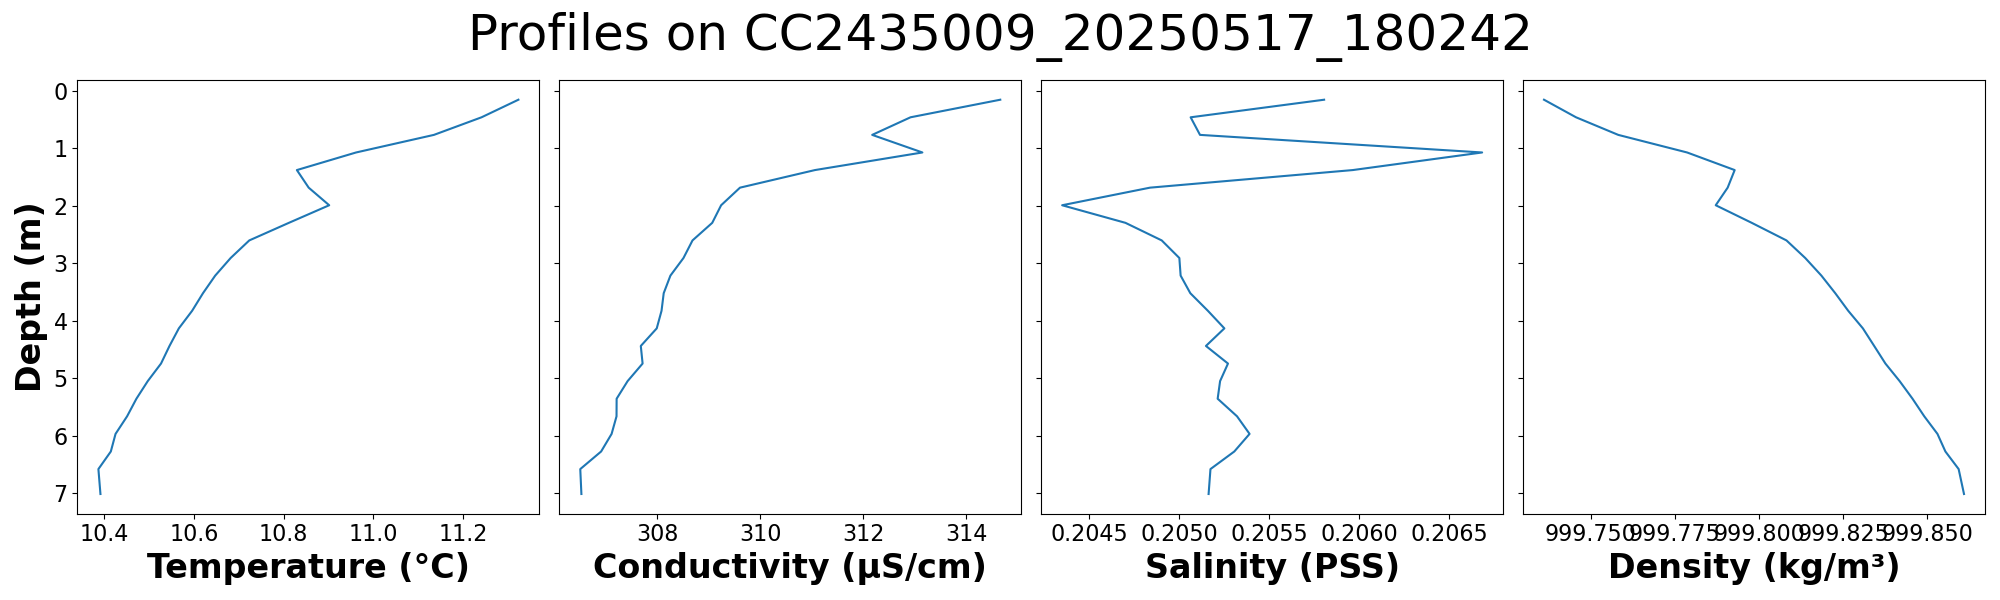 Profiles on CC2435009_20250517_180242
Depth (m)
0
1
2
3
4
5
6
7
10.4 10.6 10.8 11.0 11.2
Temperature (°C)
308 310 312 314
Conductivity (µS/cm)
0.2045 0.2050 0.2055 0.2060 0.2065
Salinity (PSS)
999.750 999.775 999.800 999.825 999.850
Density (kg/m³)